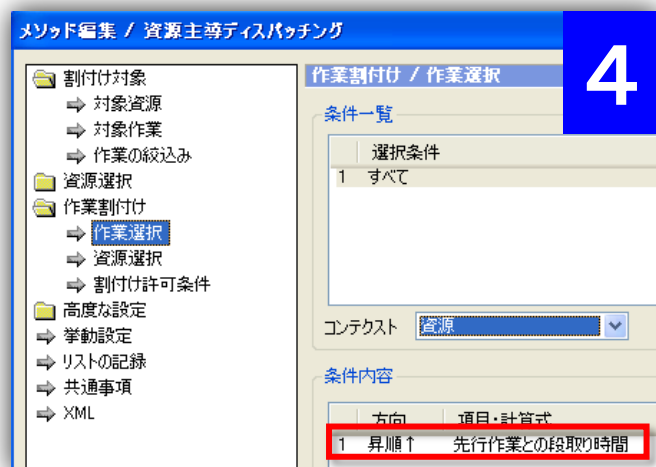 メソッド編集 / 資源主導ディスパッチング
4
割付け対象
対象資源
対象作業
作業の絞込み
資源選択
作業割付け
作業選択
資源選択
割付け許可条件
高度な設定
挙動設定
リストの記録
共通事項
XML
作業割付け / 作業選択
条件一覧
選択条件
1 すべて
コンテクスト 資源
条件内容
方向 項目・計算式
1 昇順↑ 先行作業との段取り時間